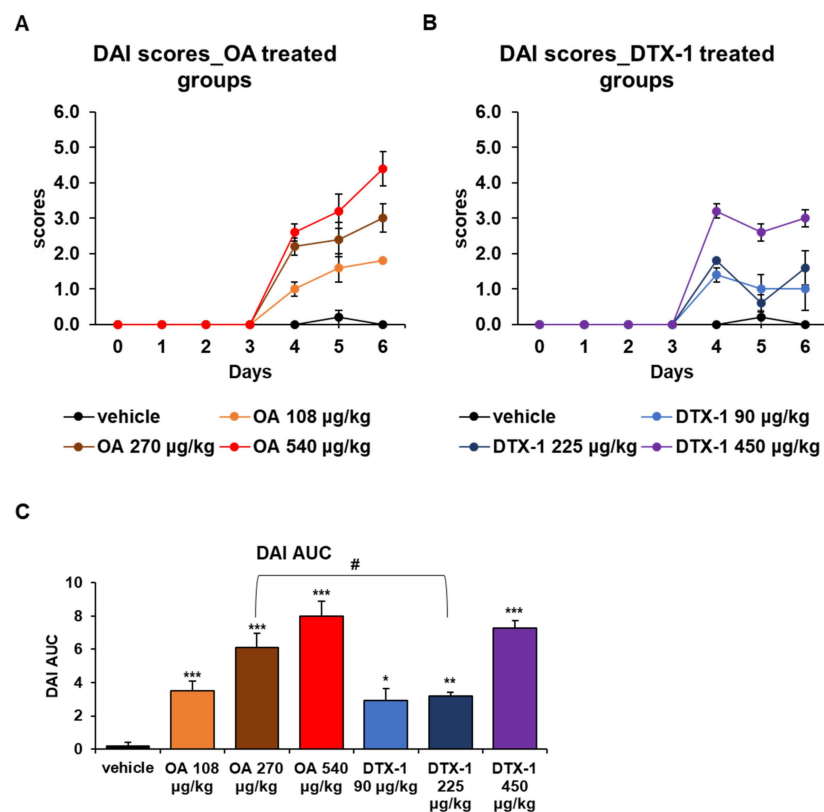 A
B
DAI scores_OA treated
groups
DAI scores_DTX-1 treated
groups
6.0
5.0
4.0
3.0
2.0
1.0
0.0
scores
0 1 2 3 4 5 6
Days
6.0
5.0
4.0
3.0
2.0
1.0
0.0
0 1 2 3 4 5 6
Days
vehicle
OA 108 µg/kg
OA 270 µg/kg
OA 540 µg/kg
vehicle
DTX-1 90 µg/kg
DTX-1 225 µg/kg
DTX-1 450 µg/kg
C
DAI AUC
#
10
8
6
4
2
0
DAI AUC
***
***
***
*
**
***
vehicle
OA 108
µg/kg
OA 270
µg/kg
OA 540
µg/kg
DTX-1
90 µg/kg
DTX-1
225
µg/kg
DTX-1
450
µg/kg